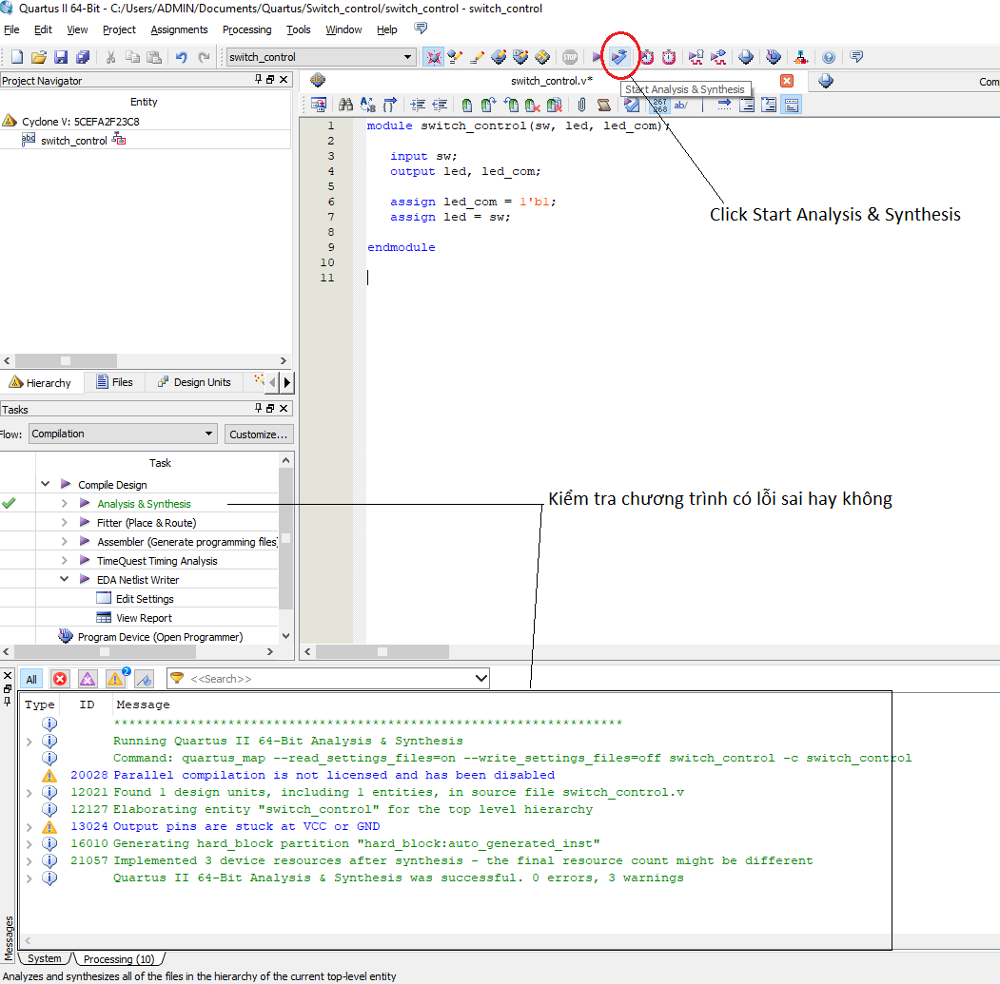 Quartus II 64-Bit - C:/Users/ADMIN/Documents/Quartus/Switch_control/switch_control - switch_control
File Edit View Project Assignments Processing Tools Window Help
switch_control
STOP
Project Navigator
switch_control.v*
Com
Start Analysis & Synthesis
Entity
Cyclone V: 5CEFA2F23C8
abd switch_control
267
268
ab/
1 module switch_control(sw, led, led_com);
2
3 input sw;
4 output led, led_com;
5
6 assign led_com = 1'b1;
7 assign led = sw;
8
9 endmodule
10
11
Click Start Analysis & Synthesis
Hierarchy Files Design Units
Tasks
Flow: Compilation Customize...
Task
Compile Design
Analysis & Synthesis
Fitter (Place & Route)
Assembler (Generate programming files)
TimeQuest Timing Analysis
EDA Netlist Writer
Edit Settings
View Report
Program Device (Open Programmer)
Kiểm tra chương trình có lỗi sai hay không
All 2 <<Search>>
Type ID Message
*******************************************************************
Running Quartus II 64-Bit Analysis & Synthesis
Command: quartus_map --read_settings_files=on --write_settings_files=off switch_control -c switch_control
20028 Parallel compilation is not licensed and has been disabled
12021 Found 1 design units, including 1 entities, in source file switch_control.v
12127 Elaborating entity "switch_control" for the top level hierarchy
13024 Output pins are stuck at VCC or GND
16010 Generating hard_block partition "hard_block:auto_generated_inst"
21057 Implemented 3 device resources after synthesis - the final resource count might be different
Quartus II 64-Bit Analysis & Synthesis was successful. 0 errors, 3 warnings
Messages
System Processing (10)
Analyzes and synthesizes all of the files in the hierarchy of the current top-level entity